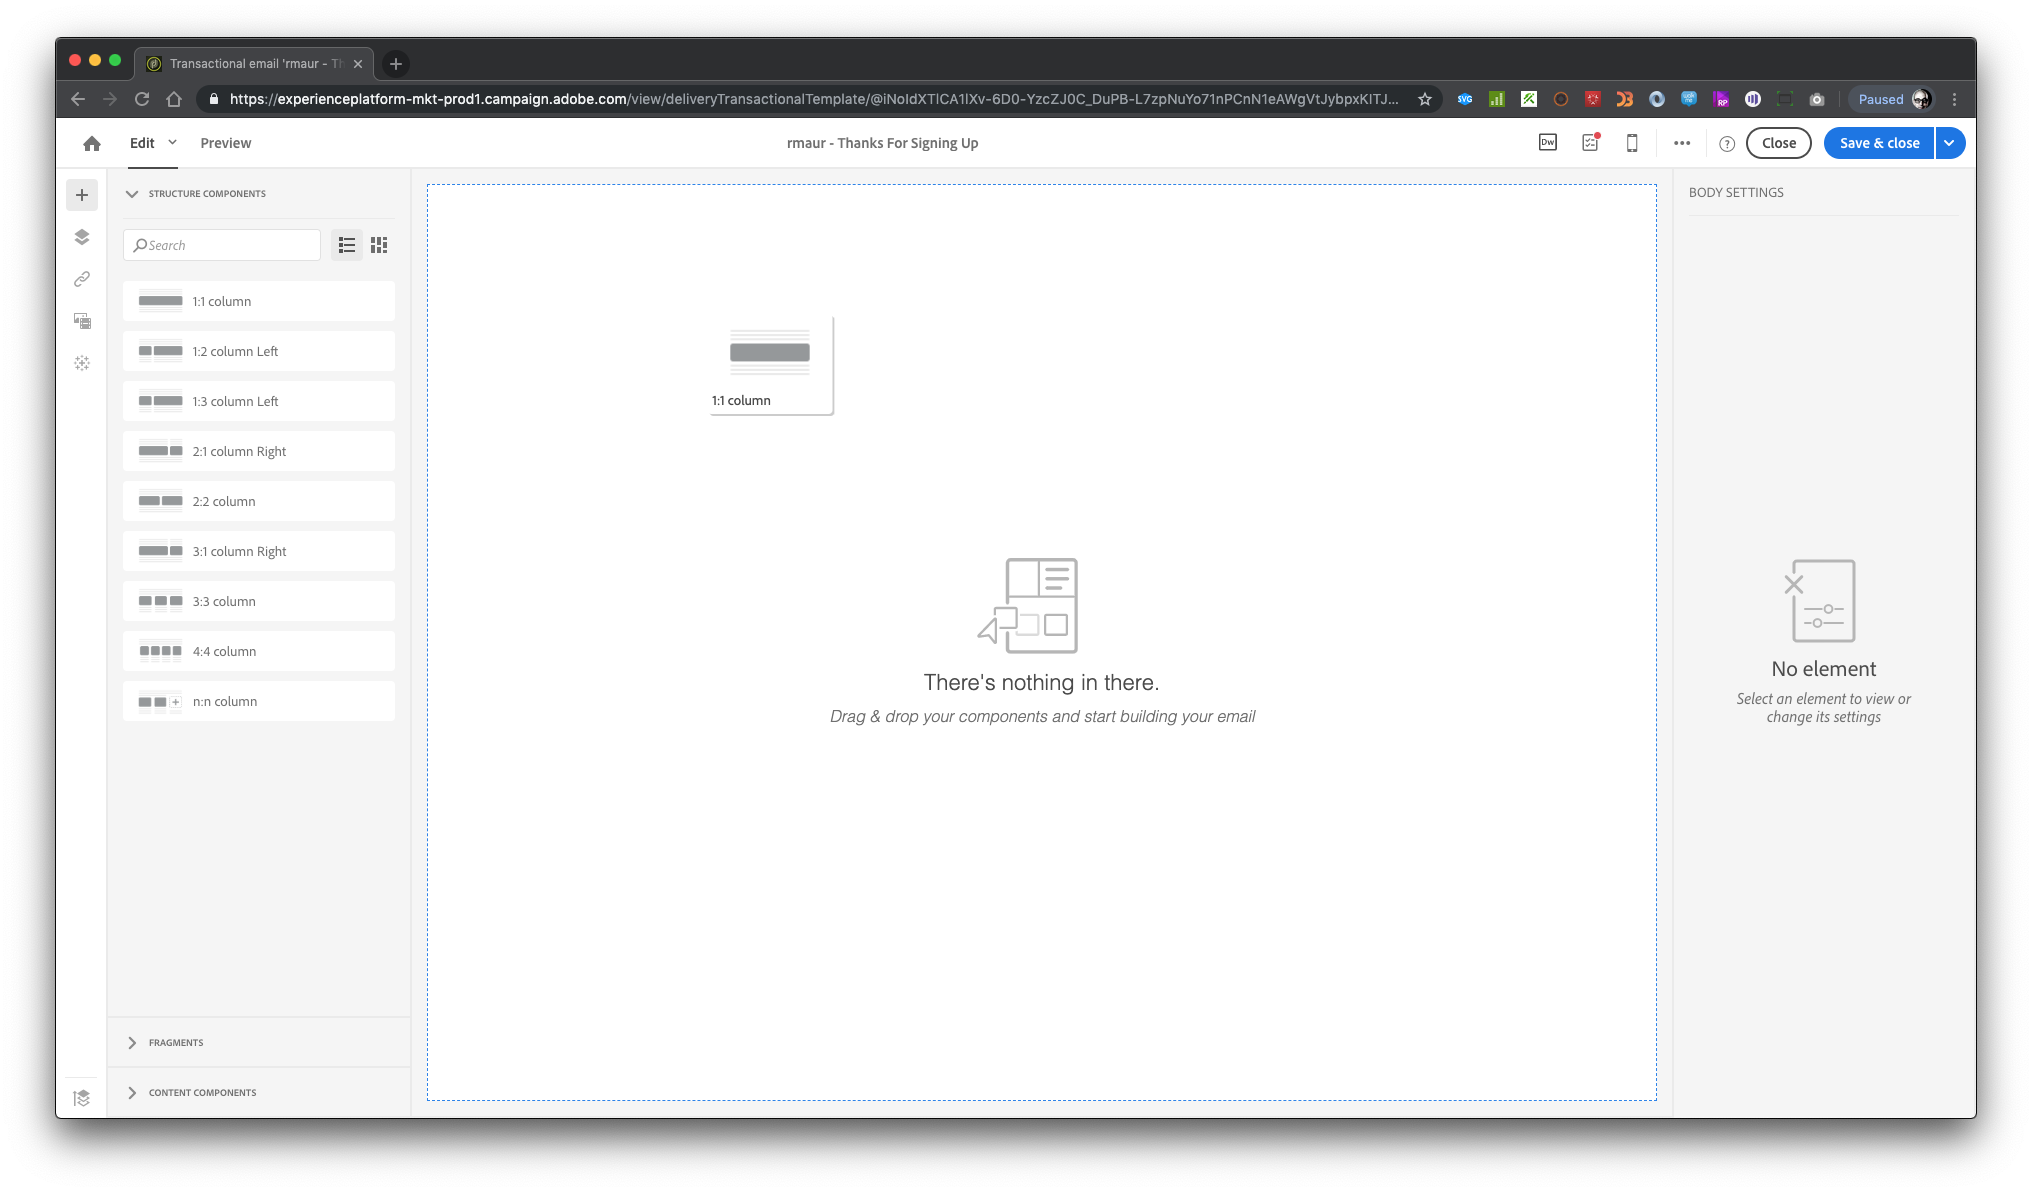 Transactional email 'rmaur - Th
https://experienceplatform-mkt-prod1.campaign.adobe.com/view/deliveryTransactionalTemplate/@iNoIdXTlCA1lXv-6D0-YzcZJ0C_DuPB-L7zpNuYo71nPCnN1eAWgVtJybpxKITJ...
SVG
RP
Paused
Edit
Preview
rmaur - Thanks For Signing Up
Dw
Close
Save & close
STRUCTURE COMPONENTS
Search
1:1 column
1:2 column Left
1:3 column Left
2:1 column Right
2:2 column
3:1 column Right
3:3 column
4:4 column
n:n column
FRAGMENTS
CONTENT COMPONENTS
1:1 column
There's nothing in there.
Drag & drop your components and start building your email
BODY SETTINGS
No element
Select an element to view or
change its settings